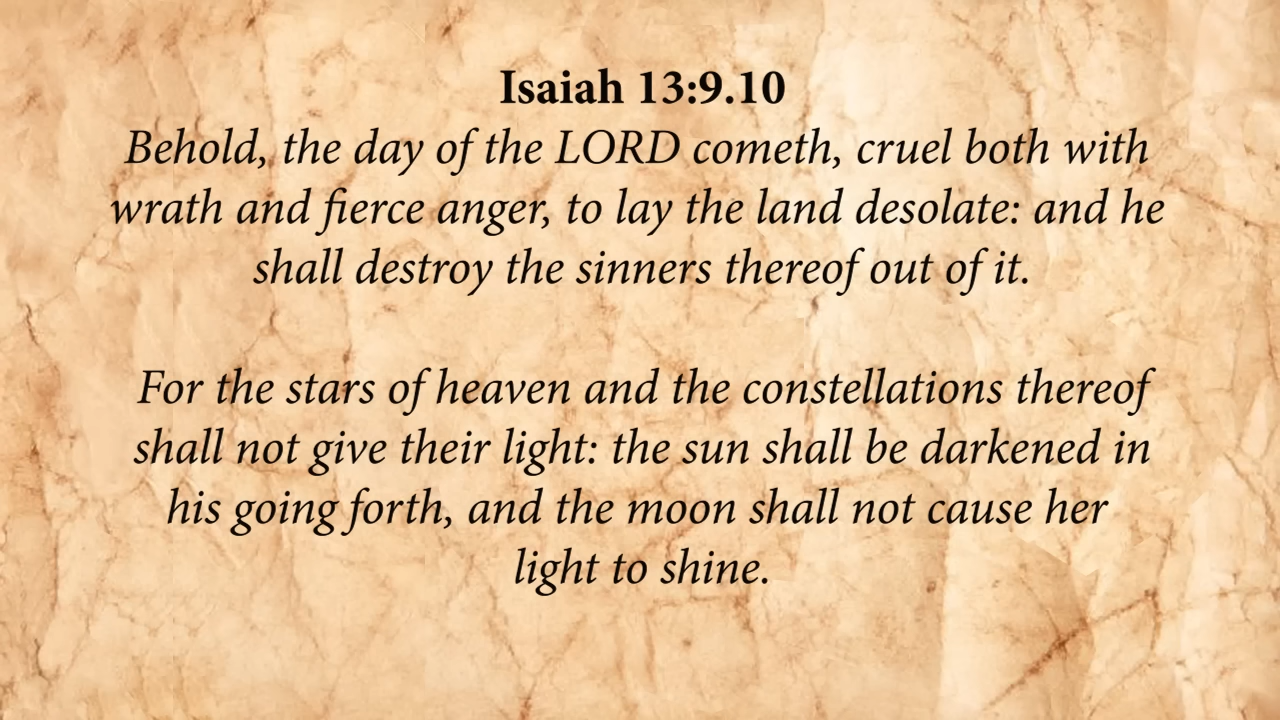 Isaiah 13:9.10
Behold, the day of the LORD cometh, cruel both with
wrath and fierce anger, to lay the land desolate: and he
shall destroy the sinners thereof out of it.
For the stars of heaven and the constellations thereof
shall not give their light: the sun shall be darkened in
his going forth, and the moon shall not cause her
light to shine.